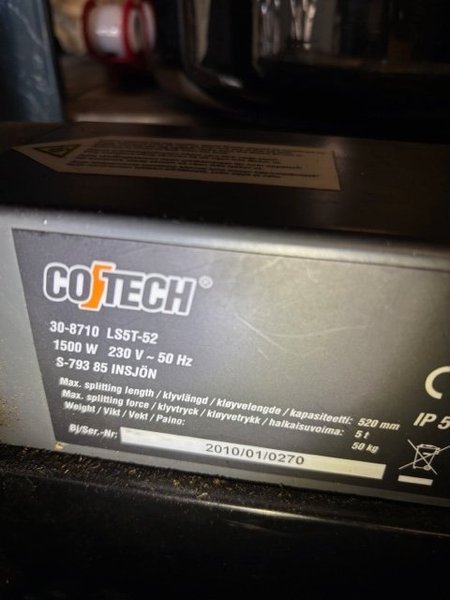 COTECH®
30-8710 LS5T-52
1500 W 230 V ~ 50 Hz
S-793 85 INSJÖN
Max. splitting length / klyvlängd / kløyvelengde / kapasiteetti: 520 mm
Max. splitting force / klyvtryck / kløyvetrykk / halkaisuvoima: 5 t
Weight / Vikt / Vekt / Paino: 50 kg
IP 5
Bj/Ser.-Nr: 2010/01/0270